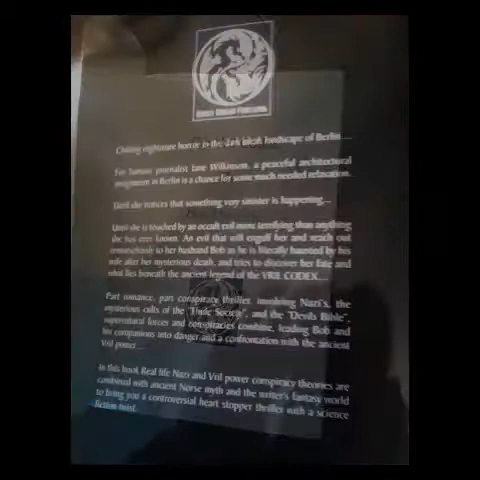 Chilling nightmare horror in the dark bleak landscape of Berlin...
For famous journalist Jane Wilkinson, a peaceful architectural
assignment in Berlin is a chance for some much needed relaxation.
Until she notices that something very sinister is happening...
Until she is touched by an occult evil more terrifying than anything
she has ever known. An evil that will engulf her and reach out
remorselessly to her husband Bob as he is literally haunted by his
wife after her mysterious death, and tries to discover her fate and
what lies beneath the ancient legend of the VRIL CODEX....
Part romance, part conspiracy thriller, involving Nazi's, the
mysterious cults of the "Thule Society", and the "Devils Bible",
supernatural forces and conspiracies combine, leading Bob and
his companions into danger and a confrontation with the ancient
Vril power...
In this book Real life Nazi and Vril power conspiracy theories are
combined with ancient Norse myth and the writer's fantasy world
to bring you a controversial heart stopper thriller with a science
fiction twist.